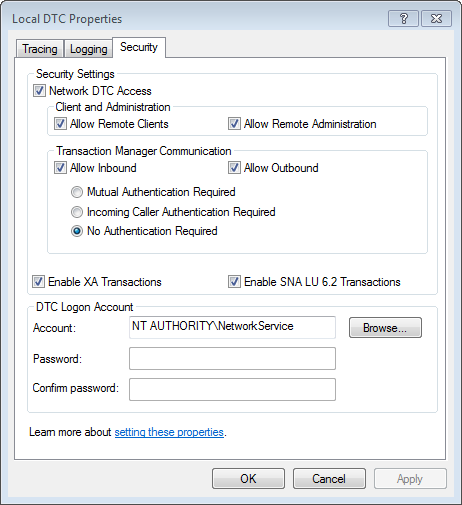 Local DTC Properties
Tracing Logging Security
Security Settings
Network DTC Access
Client and Administration
Allow Remote Clients Allow Remote Administration
Transaction Manager Communication
Allow Inbound Allow Outbound
Mutual Authentication Required
Incoming Caller Authentication Required
No Authentication Required
Enable XA Transactions Enable SNA LU 6.2 Transactions
DTC Logon Account
Account: NT AUTHORITY\NetworkService Browse...
Password:
Confirm password:
Learn more about setting these properties.
OK Cancel Apply